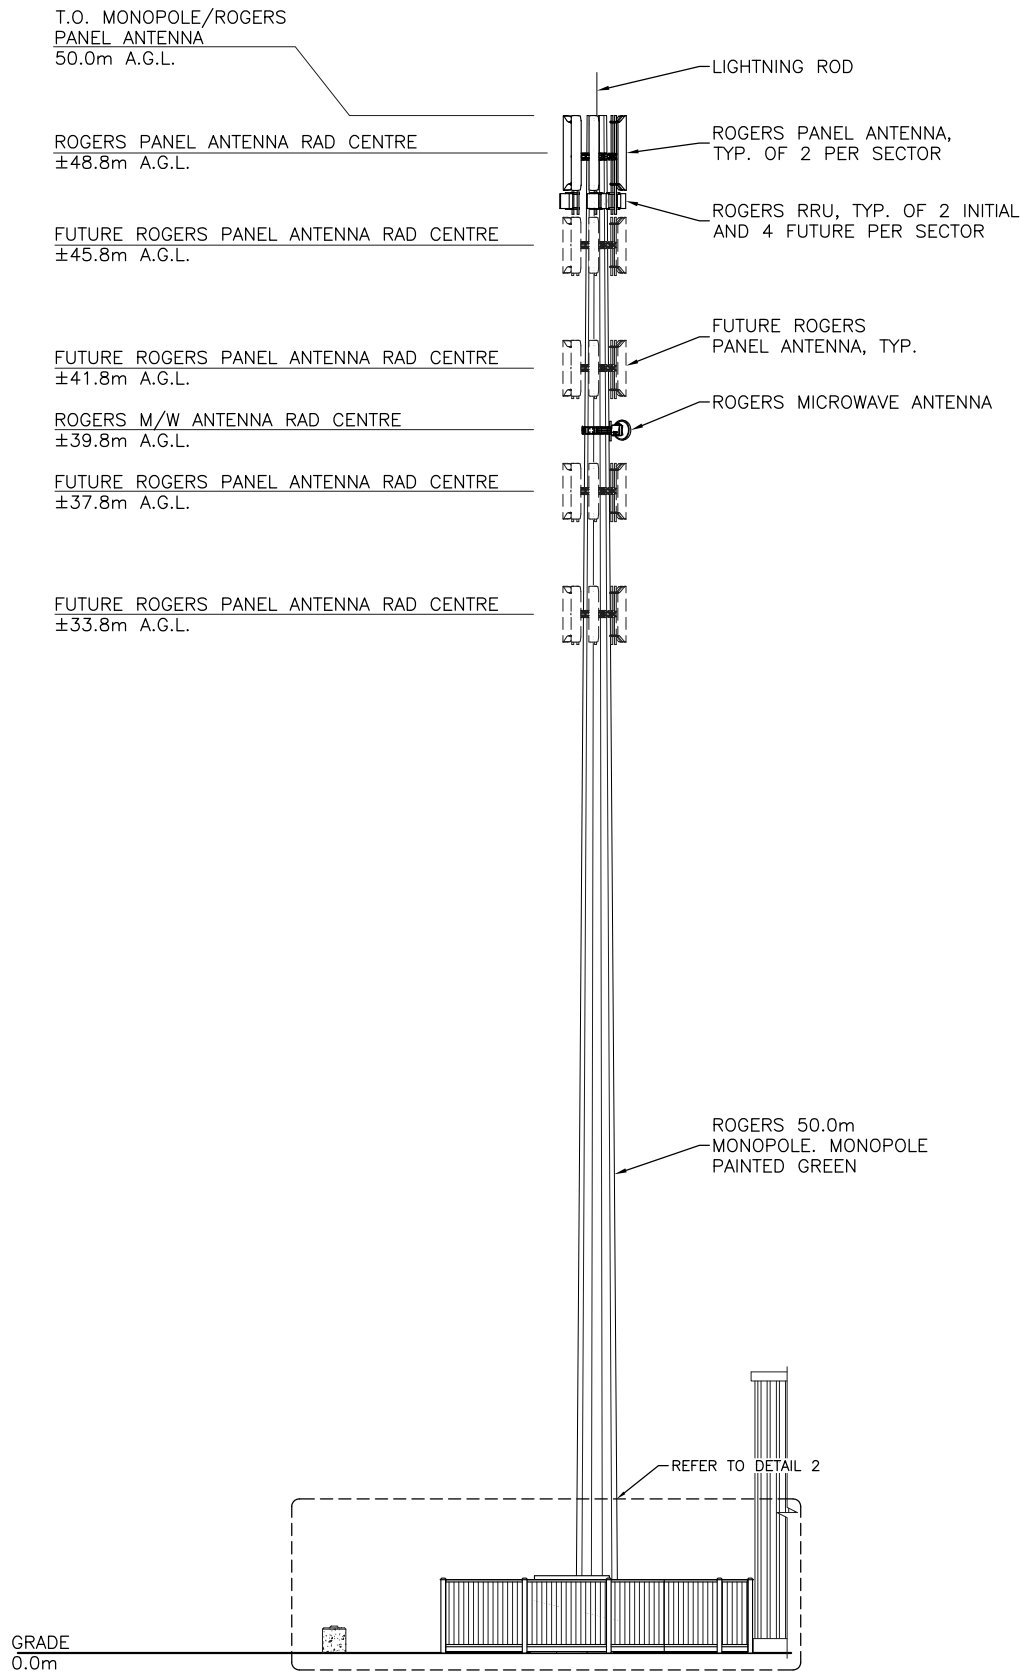 T.O. MONOPOLE/ROGERS
PANEL ANTENNA
50.0m A.G.L.
LIGHTNING ROD
ROGERS PANEL ANTENNA RAD CENTRE
±48.8m A.G.L.
ROGERS PANEL ANTENNA,
TYP. OF 2 PER SECTOR
ROGERS RRU, TYP. OF 2 INITIAL
AND 4 FUTURE PER SECTOR
FUTURE ROGERS PANEL ANTENNA RAD CENTRE
±45.8m A.G.L.
FUTURE ROGERS
PANEL ANTENNA, TYP.
FUTURE ROGERS PANEL ANTENNA RAD CENTRE
±41.8m A.G.L.
ROGERS MICROWAVE ANTENNA
ROGERS M/W ANTENNA RAD CENTRE
±39.8m A.G.L.
FUTURE ROGERS PANEL ANTENNA RAD CENTRE
±37.8m A.G.L.
FUTURE ROGERS PANEL ANTENNA RAD CENTRE
±33.8m A.G.L.
ROGERS 50.0m
MONOPOLE. MONOPOLE
PAINTED GREEN
REFER TO DETAIL 2
GRADE
0.0m